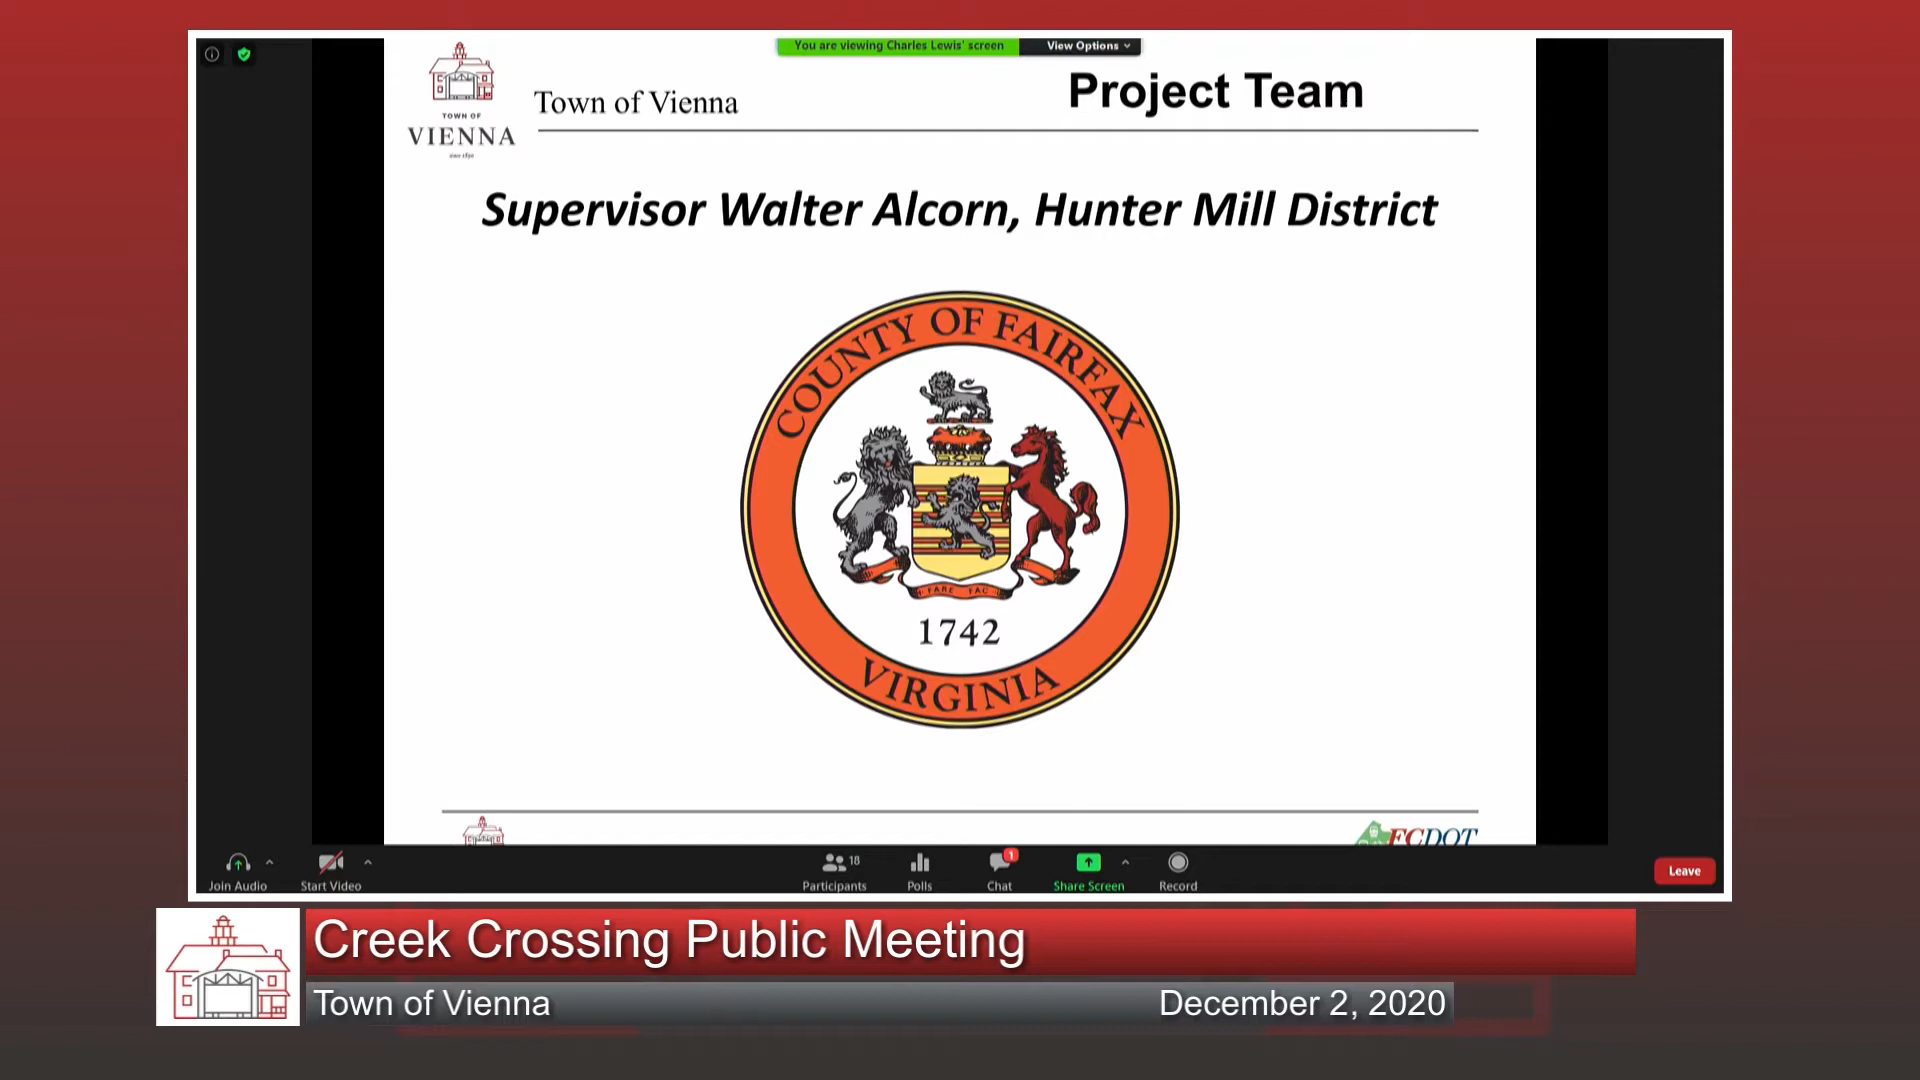 You are viewing Charles Lewis' screen
View Options
TOWN OF
VIENNA
since 1890
Town of Vienna
Project Team
Supervisor Walter Alcorn, Hunter Mill District
COUNTY OF FAIRFAX
FARE FAC
1742
VIRGINIA
FCDOT
Join Audio
Start Video
18
Participants
Polls
1
Chat
Share Screen
Record
Leave
Creek Crossing Public Meeting
Town of Vienna
December 2, 2020